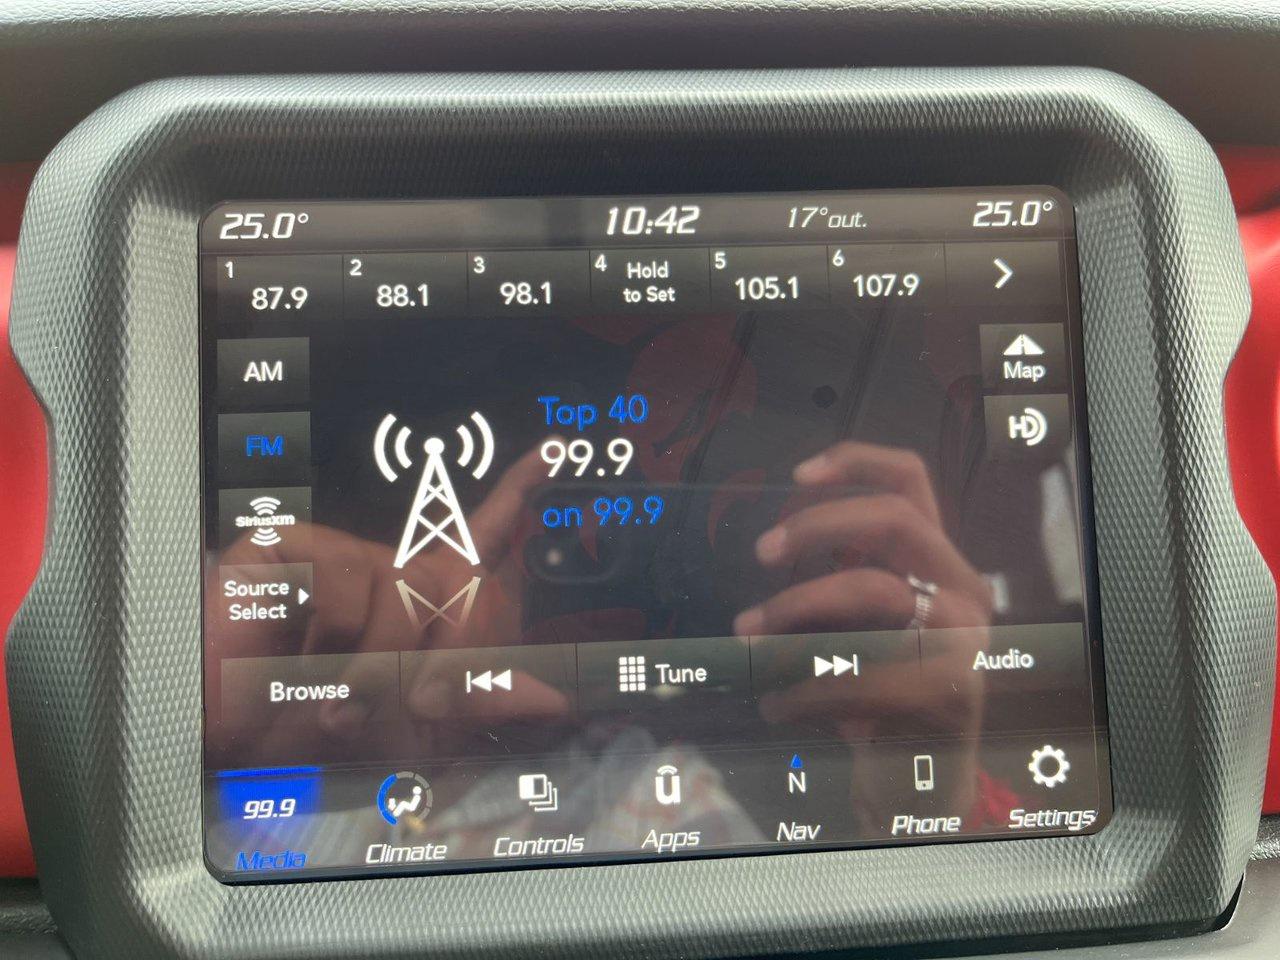 25.0°
10:42
17°out.
25.0°
1
87.9
2
88.1
3
98.1
4
Hold
to Set
5
105.1
6
107.9
AM
Map
FM
HD
SiriusXM
Source
Select
Top 40
99.9
on 99.9
Browse
Tune
Audio
99.9
Media
Climate
Controls
u
Apps
N
Nav
Phone
Settings